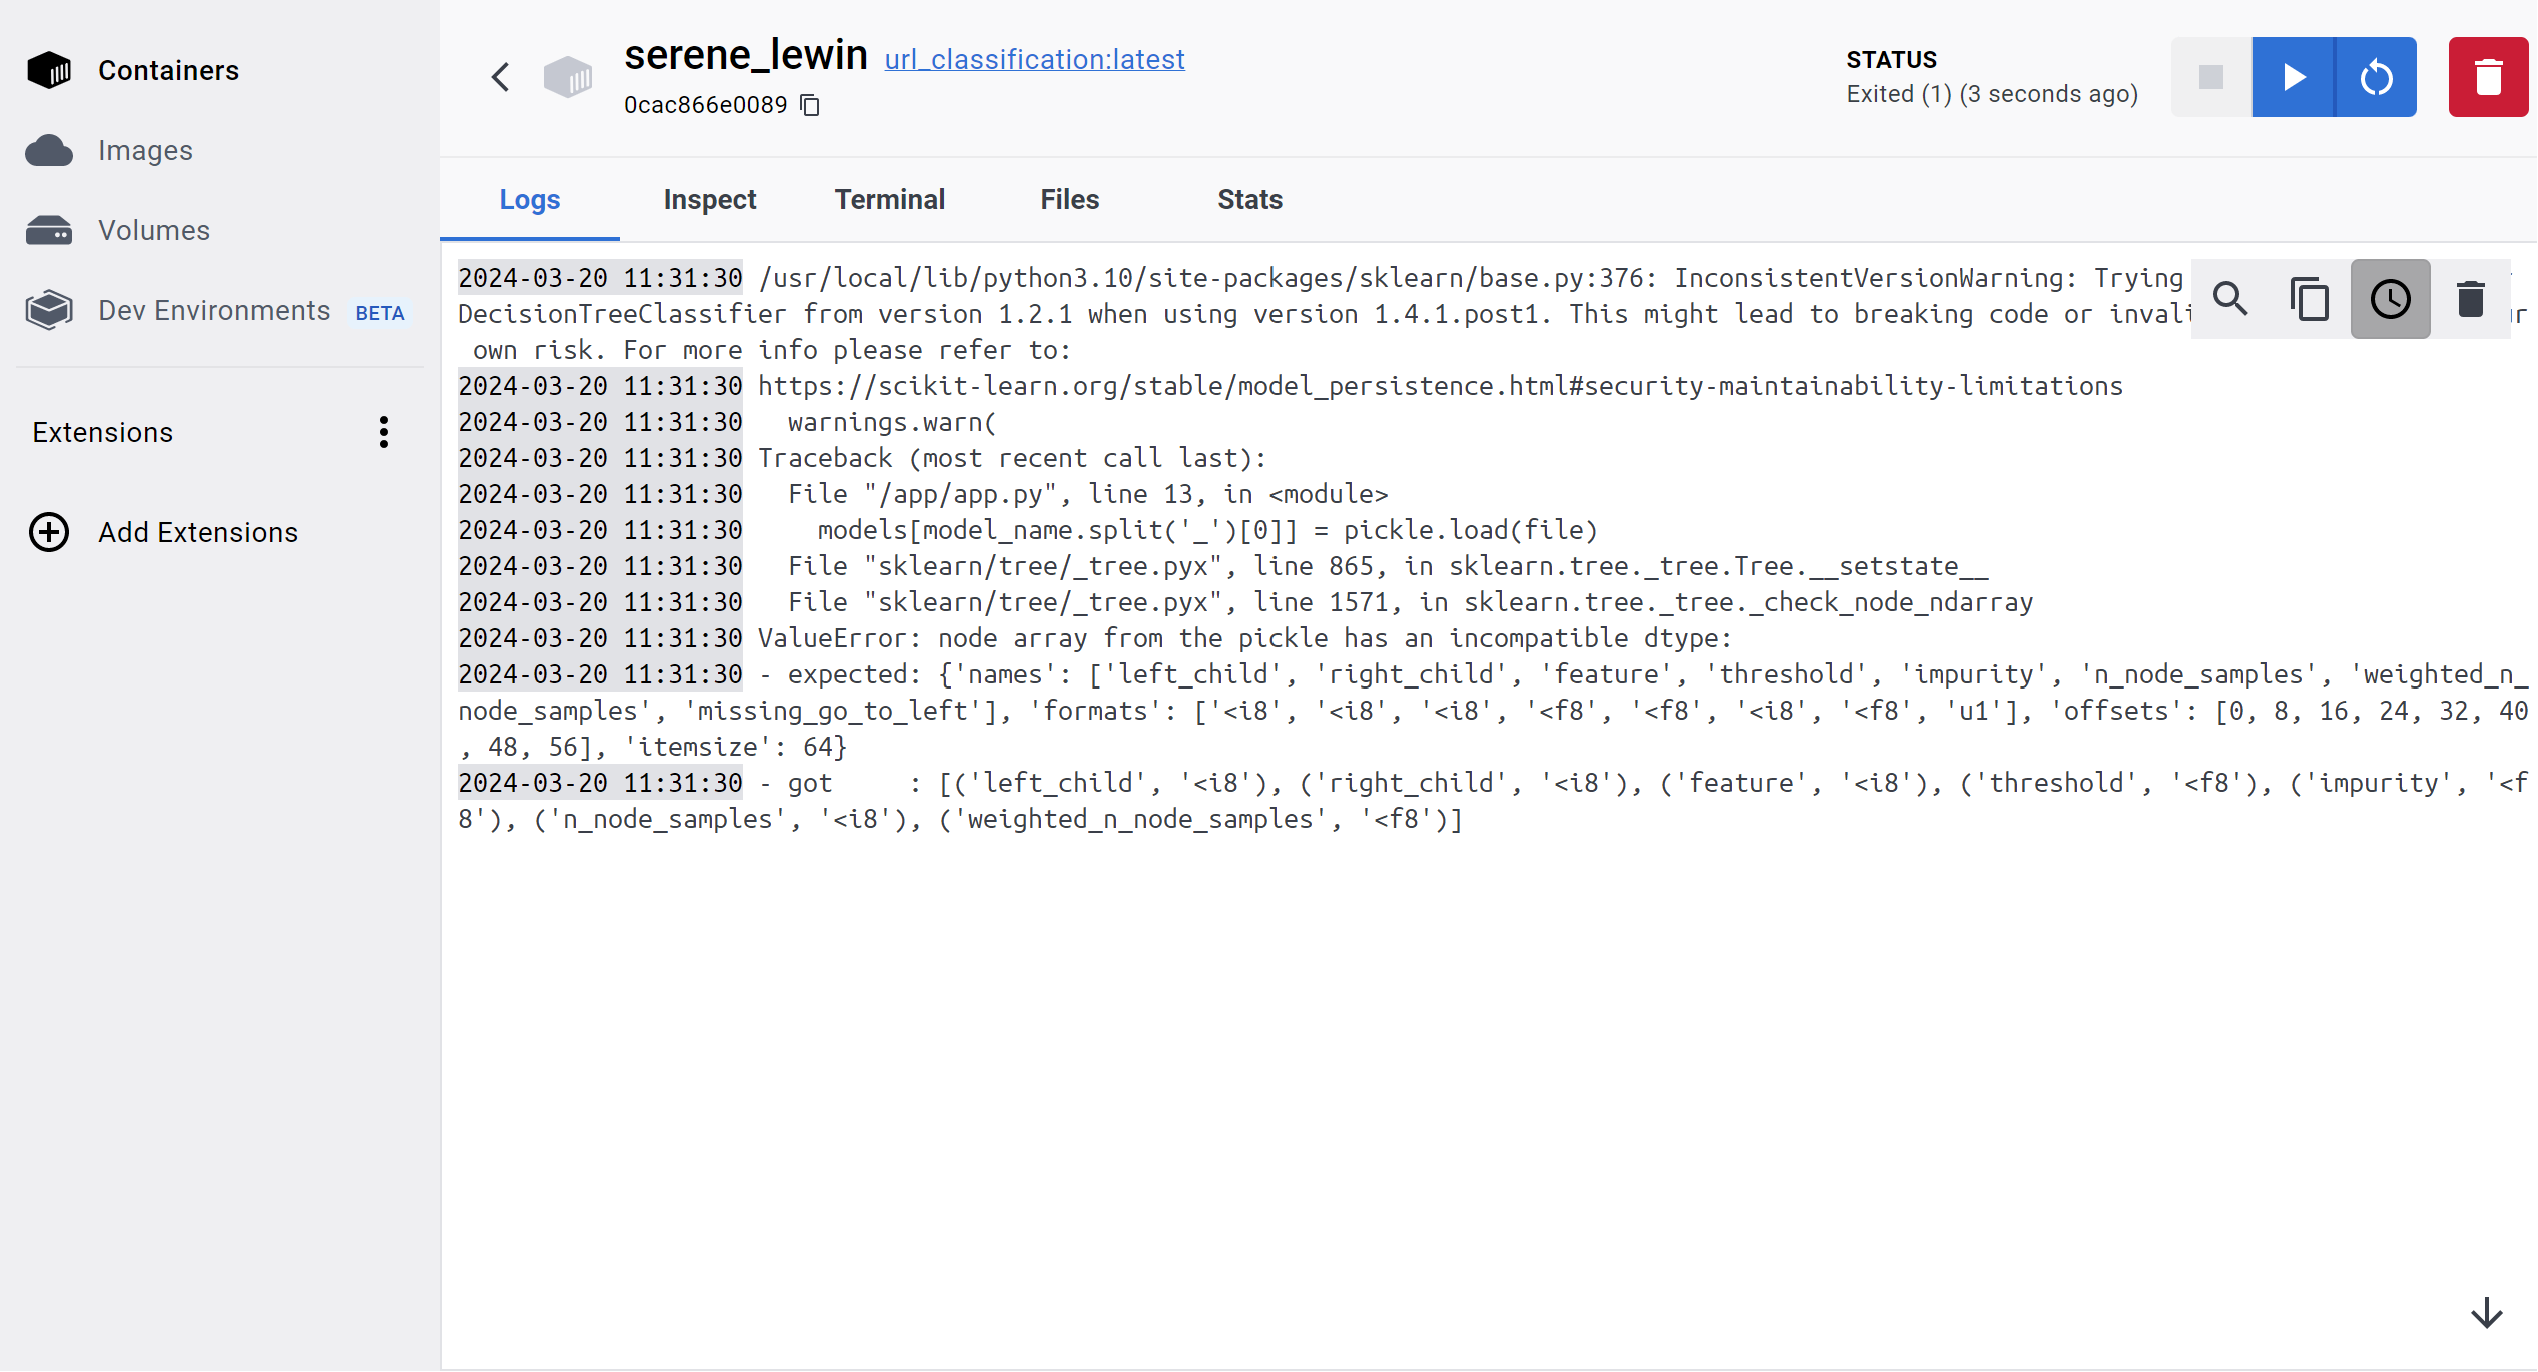 Containers
Images
Volumes
Dev Environments BETA
Extensions
Add Extensions
serene_lewin url_classification:latest
0cac866e0089
STATUS
Exited (1) (3 seconds ago)
Logs Inspect Terminal Files Stats
2024-03-20 11:31:30 /usr/local/lib/python3.10/site-packages/sklearn/base.py:376: InconsistentVersionWarning: Trying
DecisionTreeClassifier from version 1.2.1 when using version 1.4.1.post1. This might lead to breaking code or
own risk. For more info please refer to:
2024-03-20 11:31:30 https://scikit-learn.org/stable/model_persistence.html#security-maintainability-limitations
2024-03-20 11:31:30   warnings.warn(
2024-03-20 11:31:30 Traceback (most recent call last):
2024-03-20 11:31:30   File "/app/app.py", line 13, in <module>
2024-03-20 11:31:30     models[model_name.split('_')[0]] = pickle.load(file)
2024-03-20 11:31:30   File "sklearn/tree/_tree.pyx", line 865, in sklearn.tree._tree.Tree.__setstate__
2024-03-20 11:31:30   File "sklearn/tree/_tree.pyx", line 1571, in sklearn.tree._tree._check_node_ndarray
2024-03-20 11:31:30 ValueError: node array from the pickle has an incompatible dtype:
2024-03-20 11:31:30 - expected: {'names': ['left_child', 'right_child', 'feature', 'threshold', 'impurity', 'n_node_samples', 'weighted_n_
node_samples', 'missing_go_to_left'], 'formats': ['<i8', '<i8', '<i8', '<f8', '<f8', '<i8', '<f8', 'u1'], 'offsets': [0, 8, 16, 24, 32, 40
, 48, 56], 'itemsize': 64}
2024-03-20 11:31:30 - got     : [('left_child', '<i8'), ('right_child', '<i8'), ('feature', '<i8'), ('threshold', '<f8'), ('impurity', '<f
8'), ('n_node_samples', '<i8'), ('weighted_n_node_samples', '<f8')]